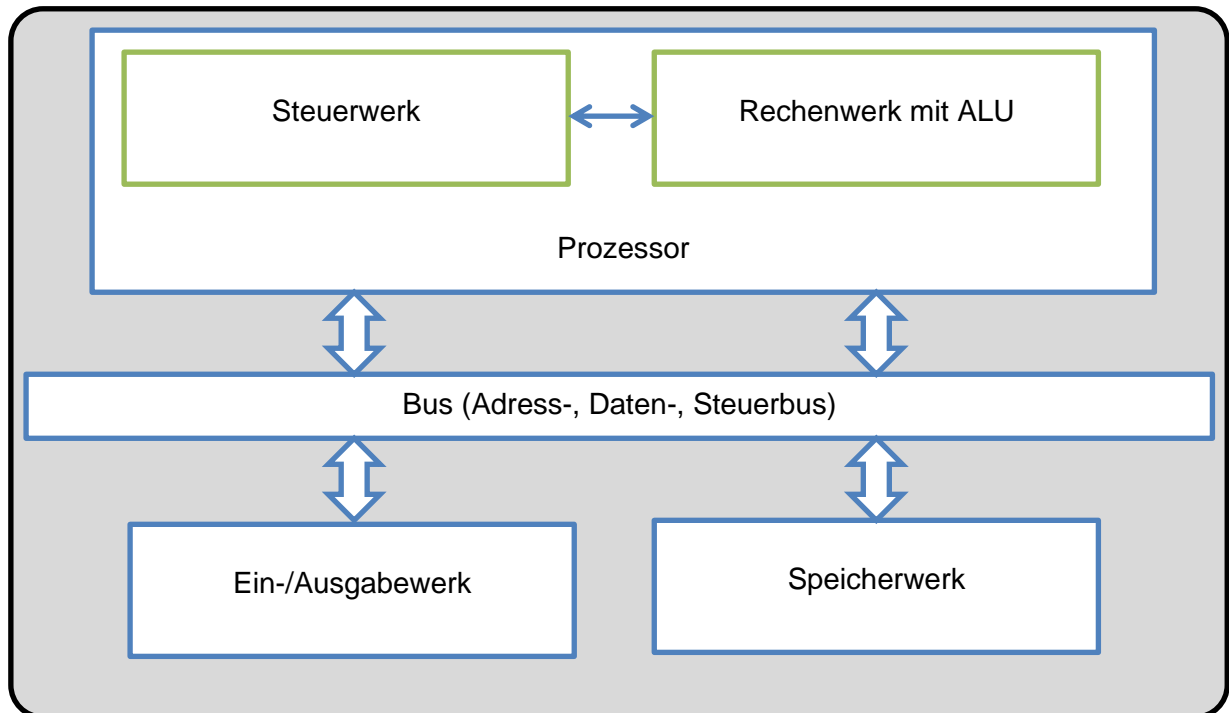 Steuerwerk
Rechenwerk mit ALU
Prozessor
Bus (Adress-, Daten-, Steuerbus)
Ein-/Ausgabewerk
Speicherwerk